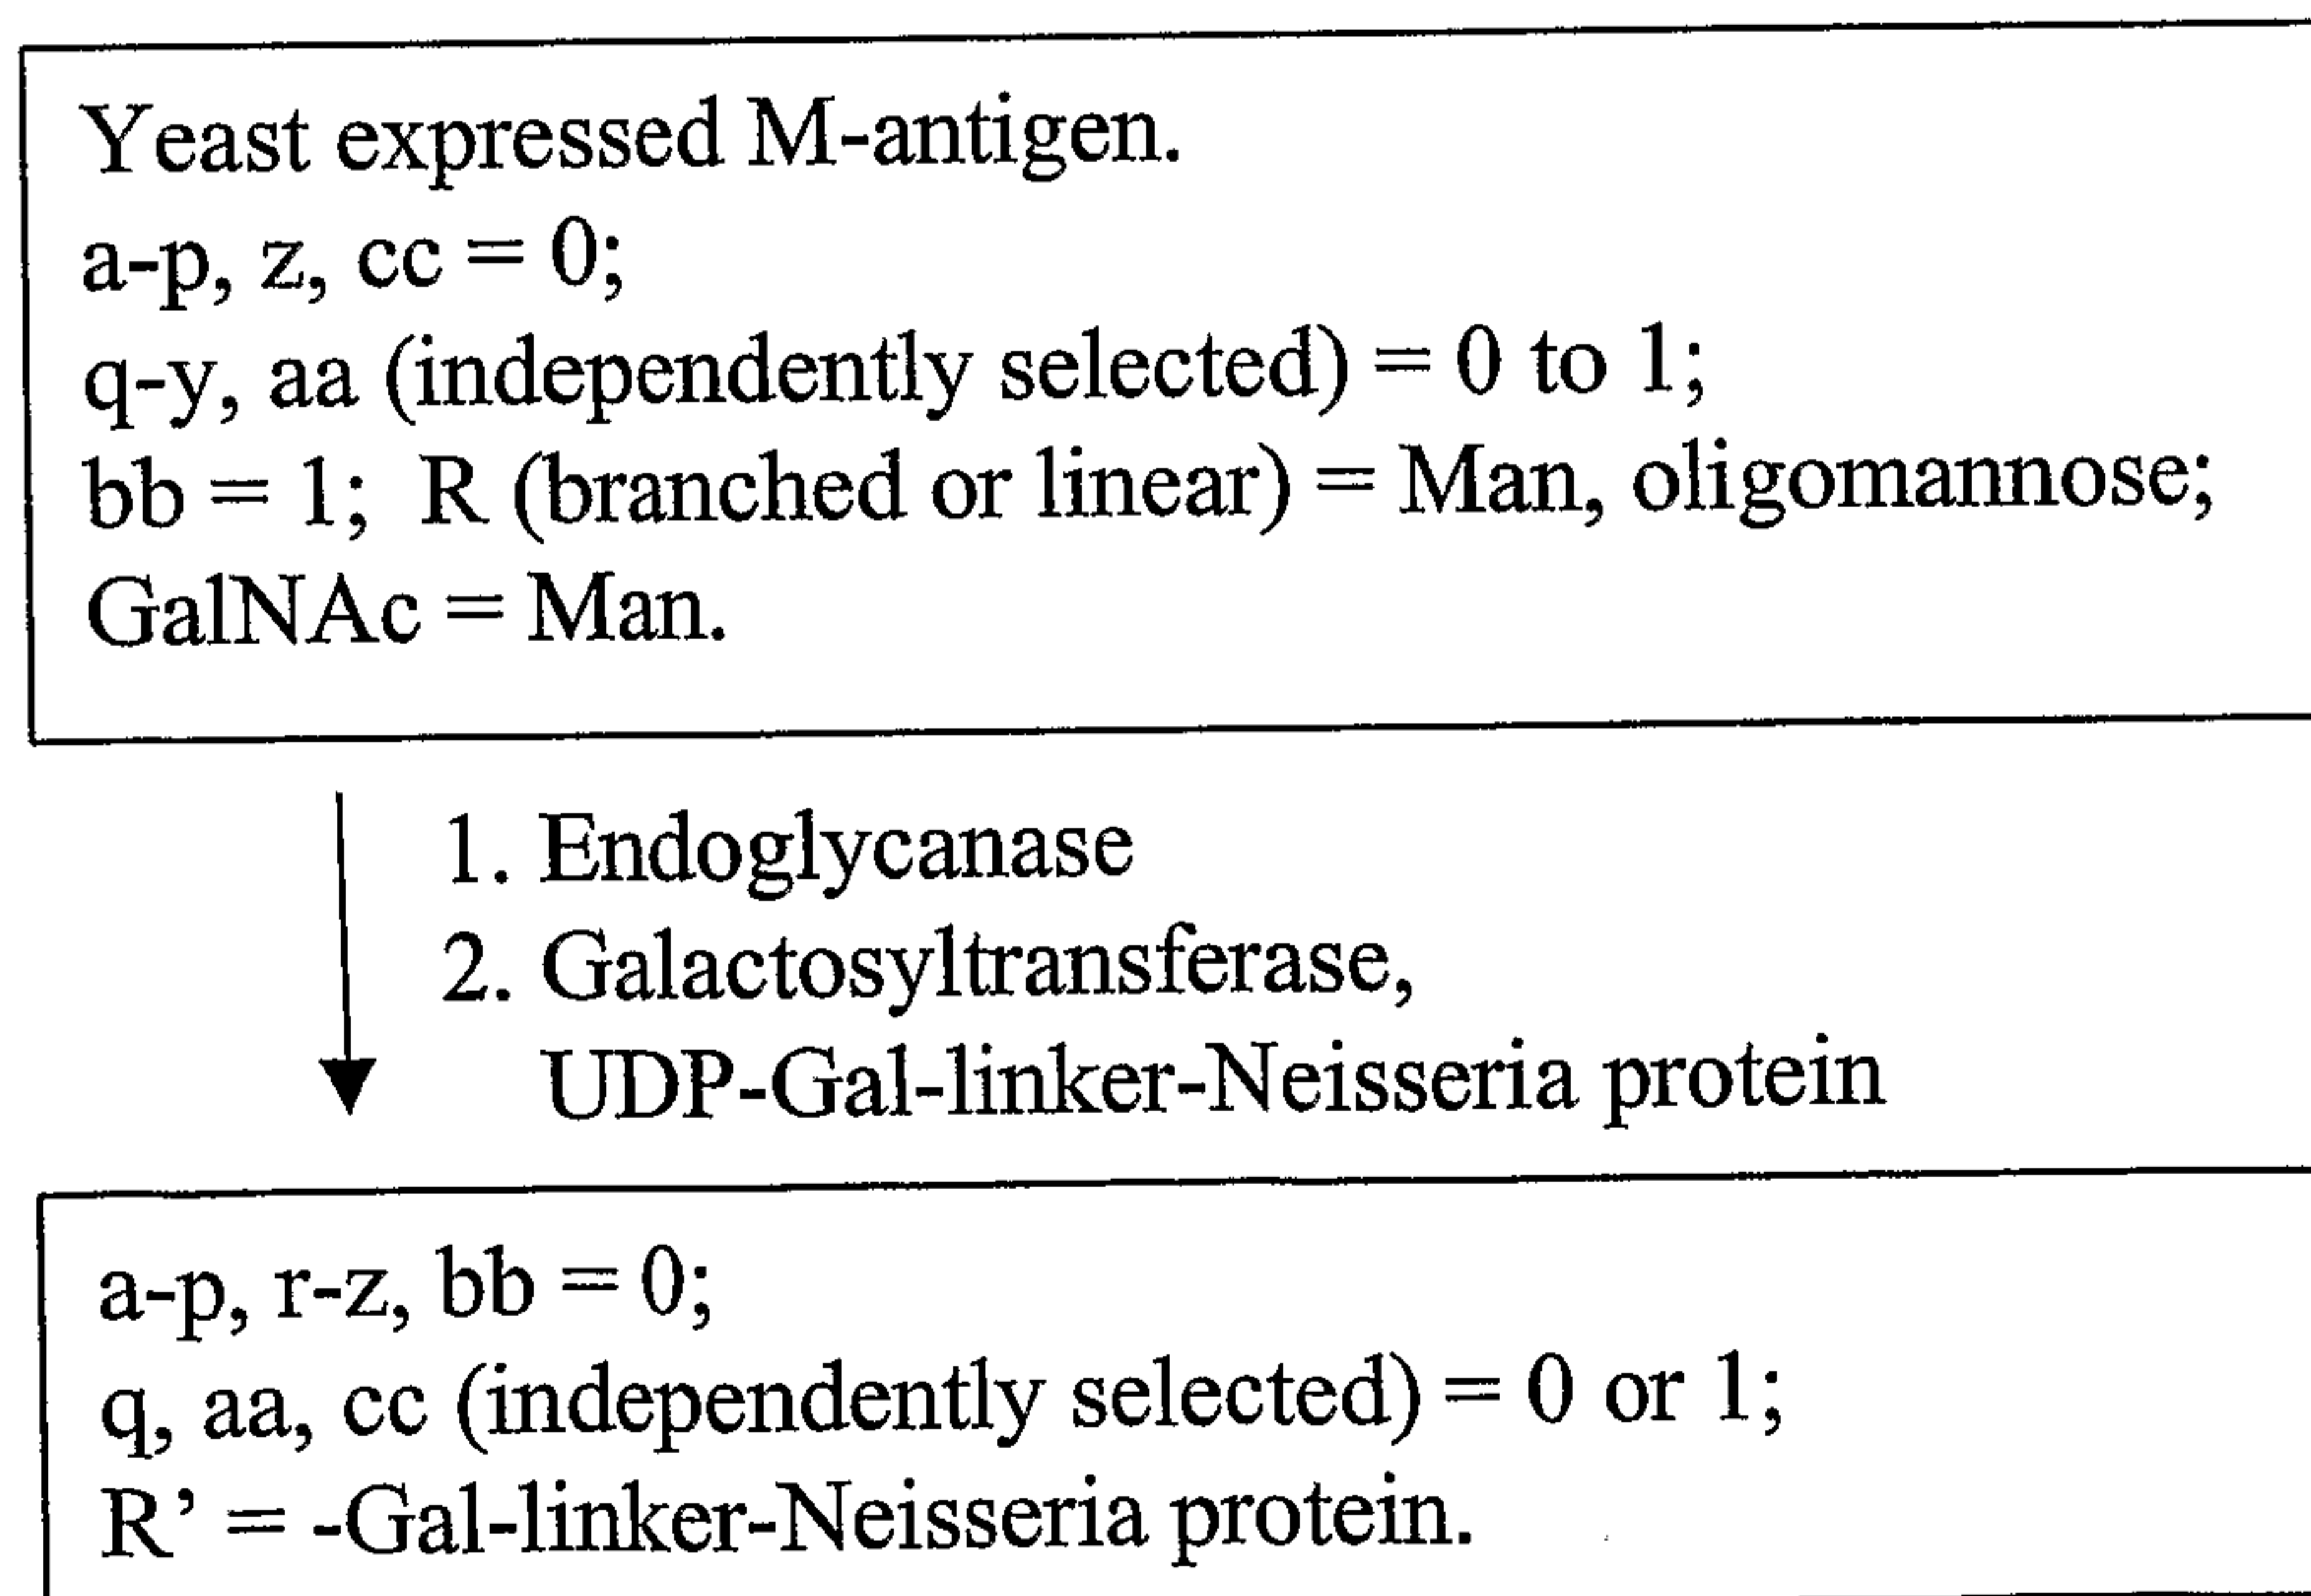 Yeast expressed M-antigen.
a-p, z, cc = 0;
q-y, aa (independently selected) = 0 to 1;
bb = 1; R (branched or linear) = Man, oligomannose;
GalNAc = Man.
1. Endoglycanase
2. Galactosyltransferase,
UDP-Gal-linker-Neisseria protein
a-p, r-z, bb = 0;
q, aa, cc (independently selected) = 0 or 1;
R' = -Gal-linker-Neisseria protein.